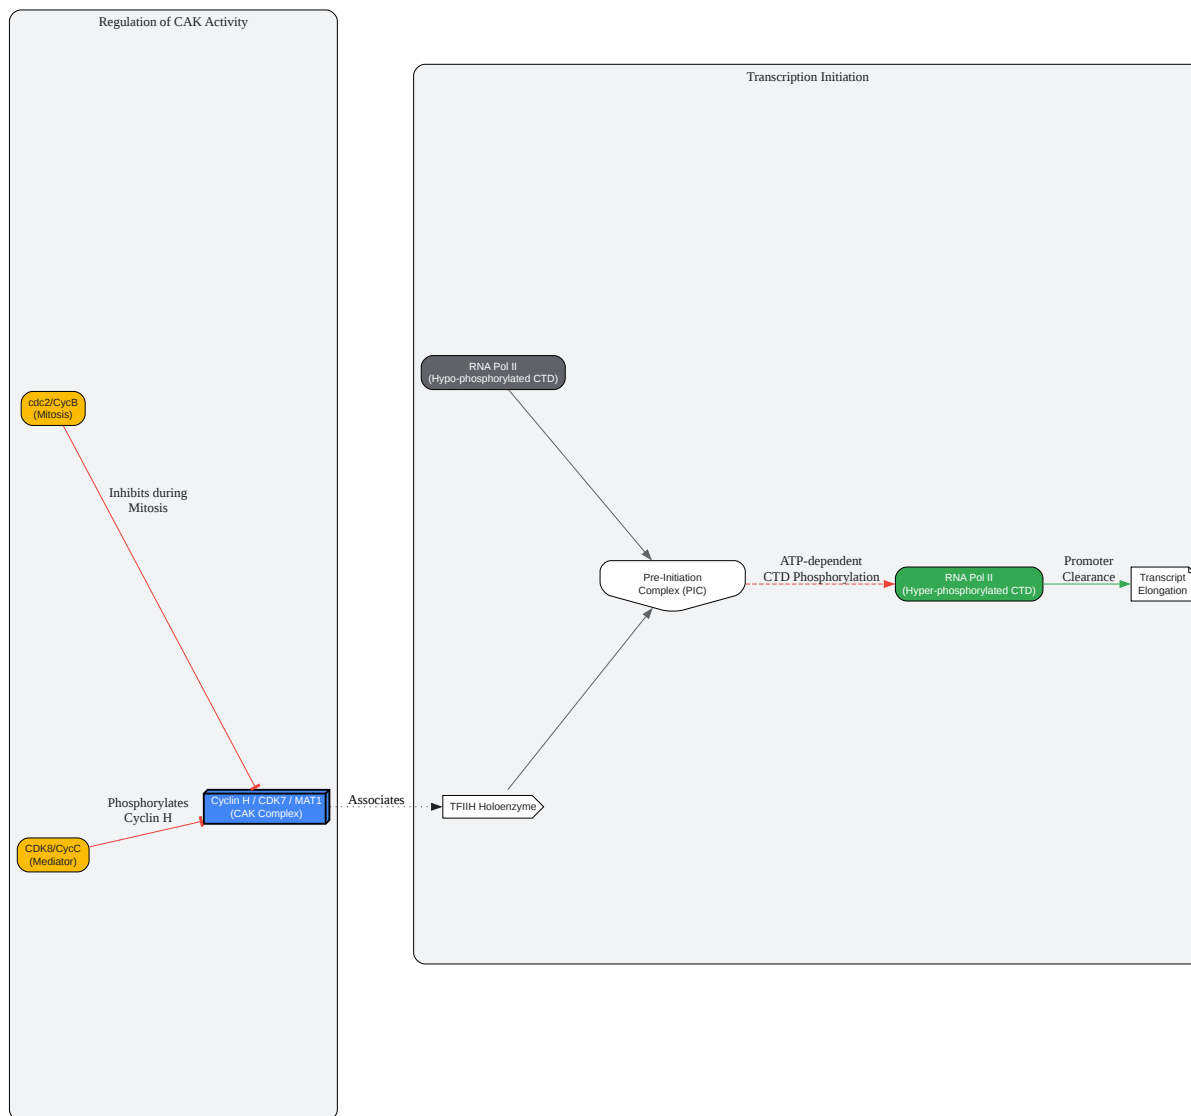 Regulation of CAK Activity
Transcription Initiation
RNA Pol II
(Hypo-phosphorylated CTD)
cdc2/CycB
(Mitosis)
Inhibits during
Mitosis
Pre-Initiation
Complex (PIC)
ATP-dependent
CTD Phosphorylation
RNA Pol II
(Hyper-phosphorylated CTD)
Promoter
Clearance
Transcript
Elongation
Phosphorylates
Cyclin H
Cyclin H / CDK7 / MAT1
(CAK Complex)
Associates
TFIIH Holoenzyme
CDK8/CycC
(Mediator)